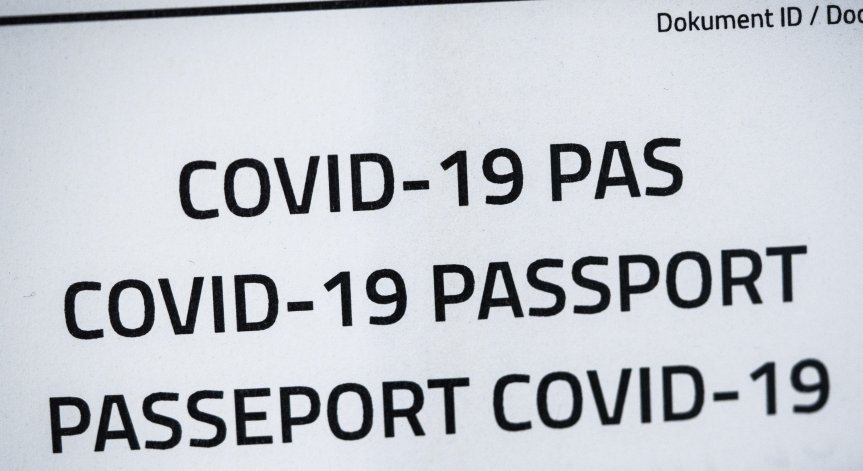 Dokument ID /
COVID-19 PAS
COVID-19 PASSPORT
PASSEPORT COVID-19